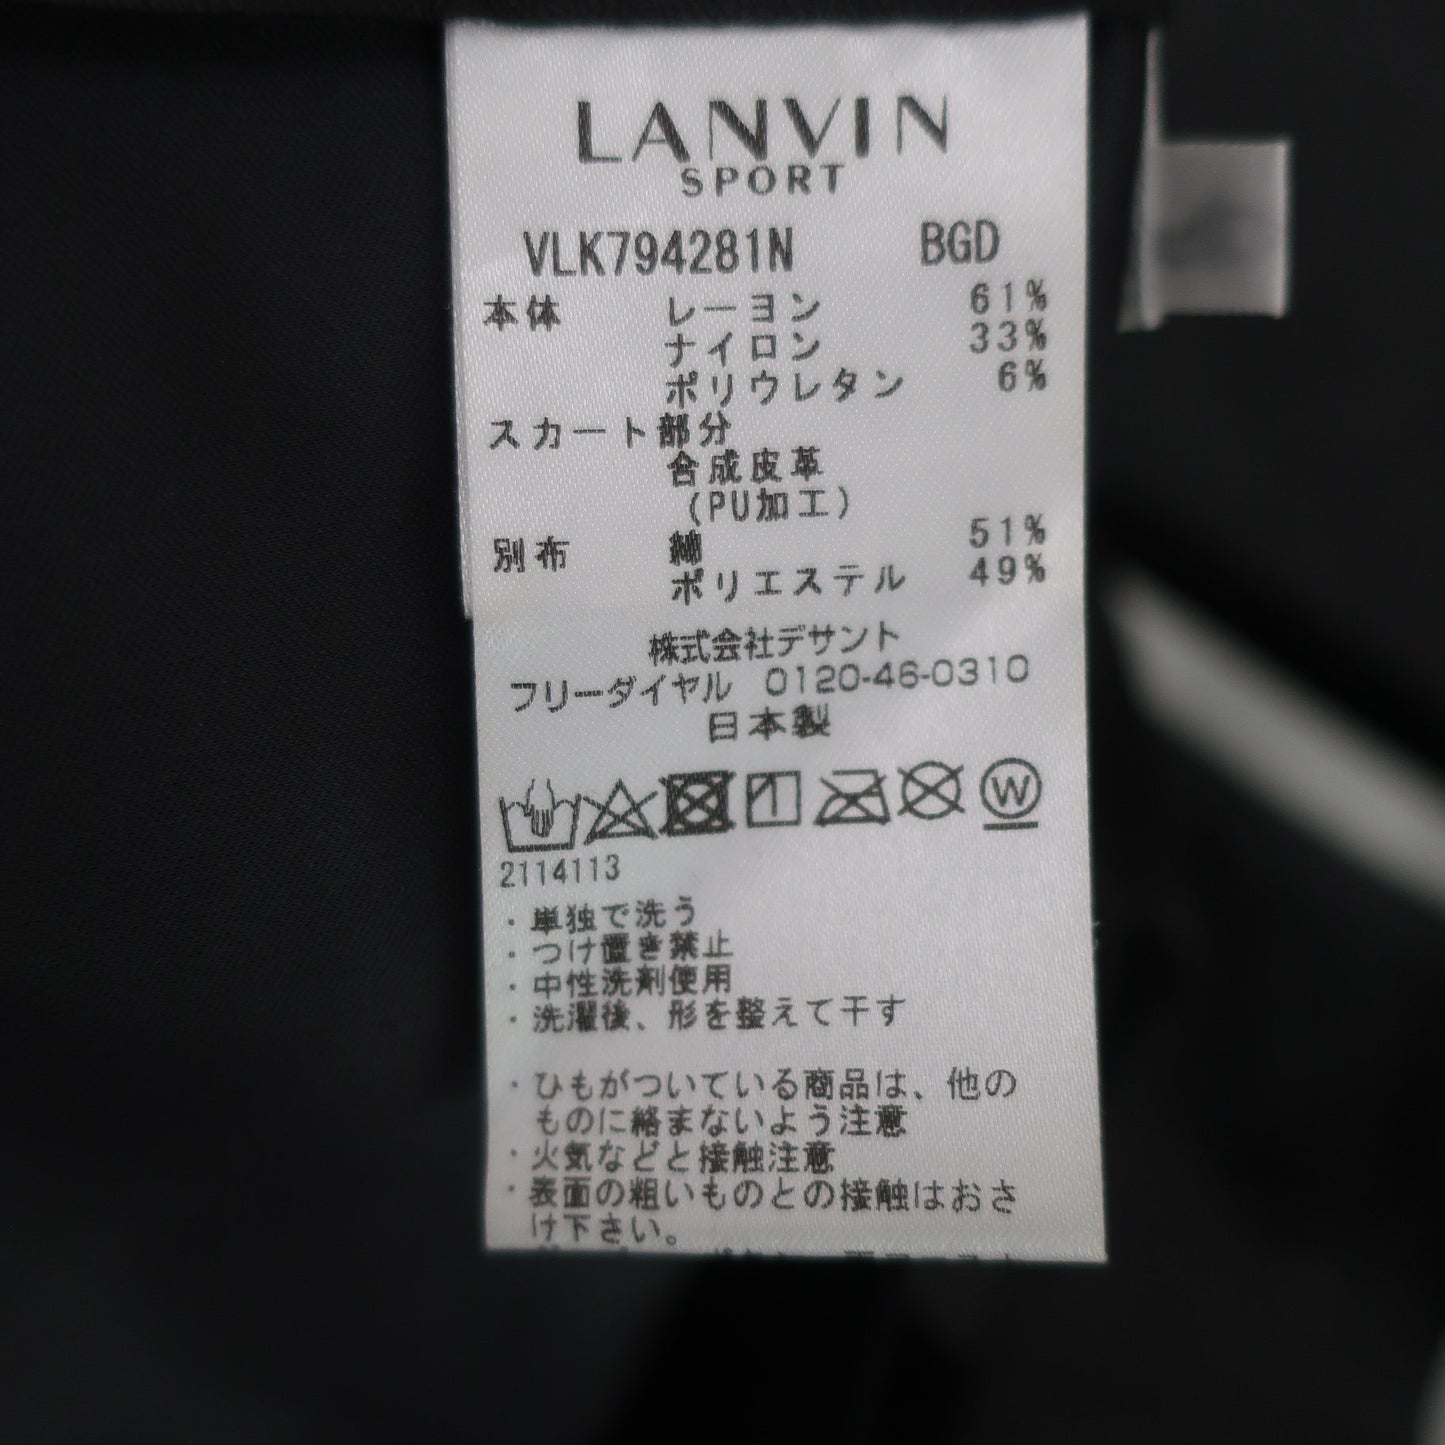 LANVIN
SPORT
VLK794281N BGD
本体 レーヨン 61%
ナイロン 33%
ポリウレタン 6%
スカート部分
合成皮革
(PU加工)
別布 綿 51%
ポリエステル 49%
株式会社デサント
フリーダイヤル 0120-46-0310
日本製
W
2114113
・単独で洗う
・つけ置き禁止
・中性洗剤使用
・洗濯後、形を整えて干す
・ひもがついている商品は、他の
ものに絡まないよう注意
・火気などと接触注意
・表面の粗いものとの接触はおさ
け下さい。